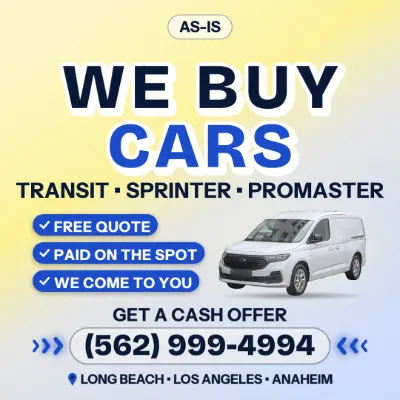 AS-IS
WE BUY
CARS
TRANSIT ▪ SPRINTER ▪ PROMASTER
FREE QUOTE
PAID ON THE SPOT
WE COME TO YOU
GET A CASH OFFER
(562) 999-4994
LONG BEACH ▪ LOS ANGELES ▪ ANAHEIM